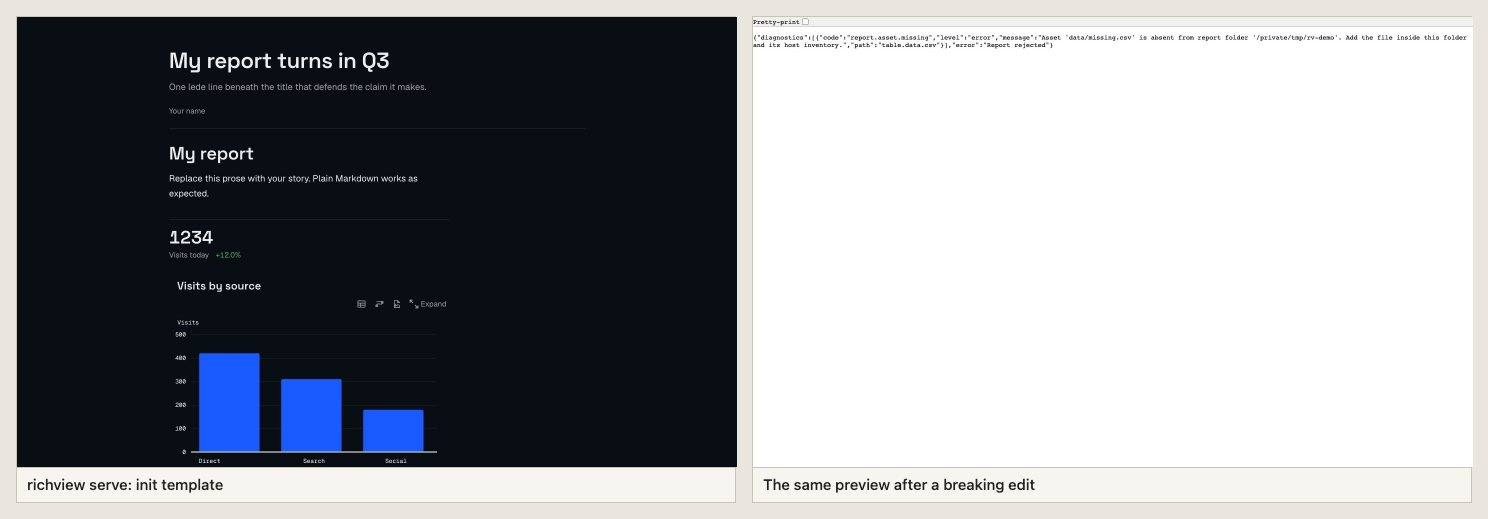 My report turns in Q3
One lede line beneath the title that defends the claim it makes.
Your name
My report
Replace this prose with your story. Plain Markdown works as
expected.
1234
Visits today +12.0%
Visits by source
Expand
Visits
500
400
300
200
100
0
Direct Search Social
richview serve: init template
Pretty-print
{"diagnostics":[{"code":"report.asset.missing","level":"error","message":"Asset 'data/missing.csv' is absent from report folder '/private/tmp/rv-demo'. Add the file inside this folder
and its host inventory.","path":"table.data.csv"}],"error":"Report rejected"}
The same preview after a breaking edit